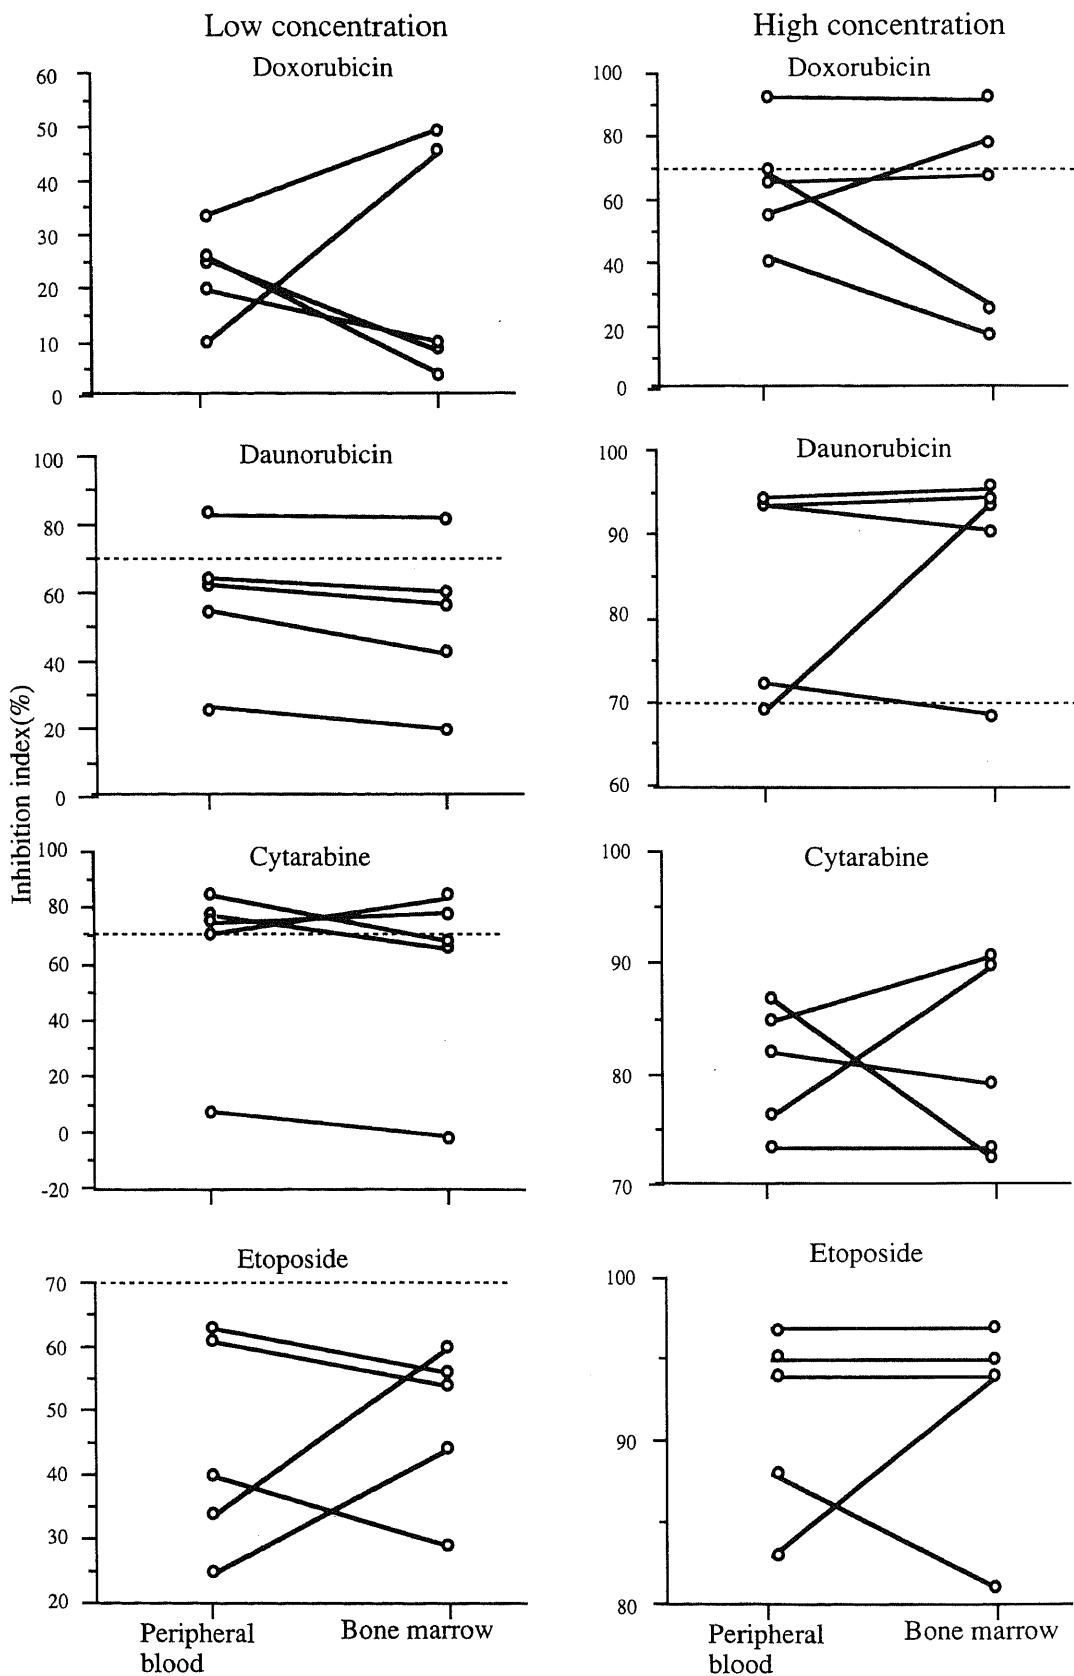 Low concentration
High concentration
Doxorubicin
60
50
40
30
20
10
0
Doxorubicin
100
80
60
40
20
0
Inhibition index(%)
Daunorubicin
100
80
60
40
20
0
Daunorubicin
100
90
80
70
60
Cytarabine
100
80
60
40
20
0
-20
Cytarabine
100
90
80
70
Etoposide
70
60
50
40
30
20
Etoposide
100
90
80
Peripheral
blood
Bone marrow
Peripheral
blood
Bone marrow